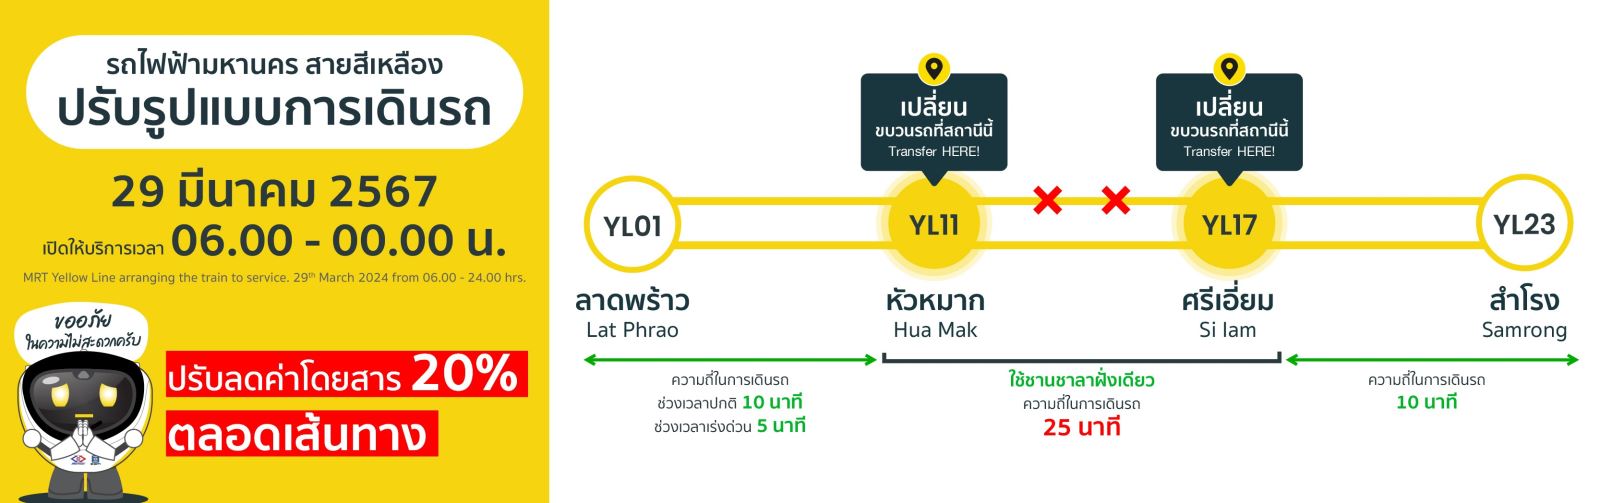 รถไฟฟ้ามหานคร สายสีเหลือง
ปรับรูปแบบการเดินรถ
29 มีนาคม 2567
เปิดให้บริการเวลา 06.00 - 00.00 น.
MRT Yellow Line arranging the train to service. 29th March 2024 from 06.00 - 24.00 hrs.
ขออภัย
ในความไม่สะดวกครับ
ปรับลดค่าโดยสาร 20%
ตลอดเส้นทาง
เปลี่ยน
ขบวนรถที่สถานีนี้
Transfer HERE!
เปลี่ยน
ขบวนรถที่สถานีนี้
Transfer HERE!
YL01
YL11
YL17
YL23
ลาดพร้าว
Lat Phrao
หัวหมาก
Hua Mak
ศรีเอี่ยม
Si Iam
สำโรง
Samrong
ความถี่ในการเดินรถ
ช่วงเวลาปกติ 10 นาที
ช่วงเวลาเร่งด่วน 5 นาที
ใช้ชานชาลาฝั่งเดียว
ความถี่ในการเดินรถ
25 นาที
ความถี่ในการเดินรถ
10 นาที